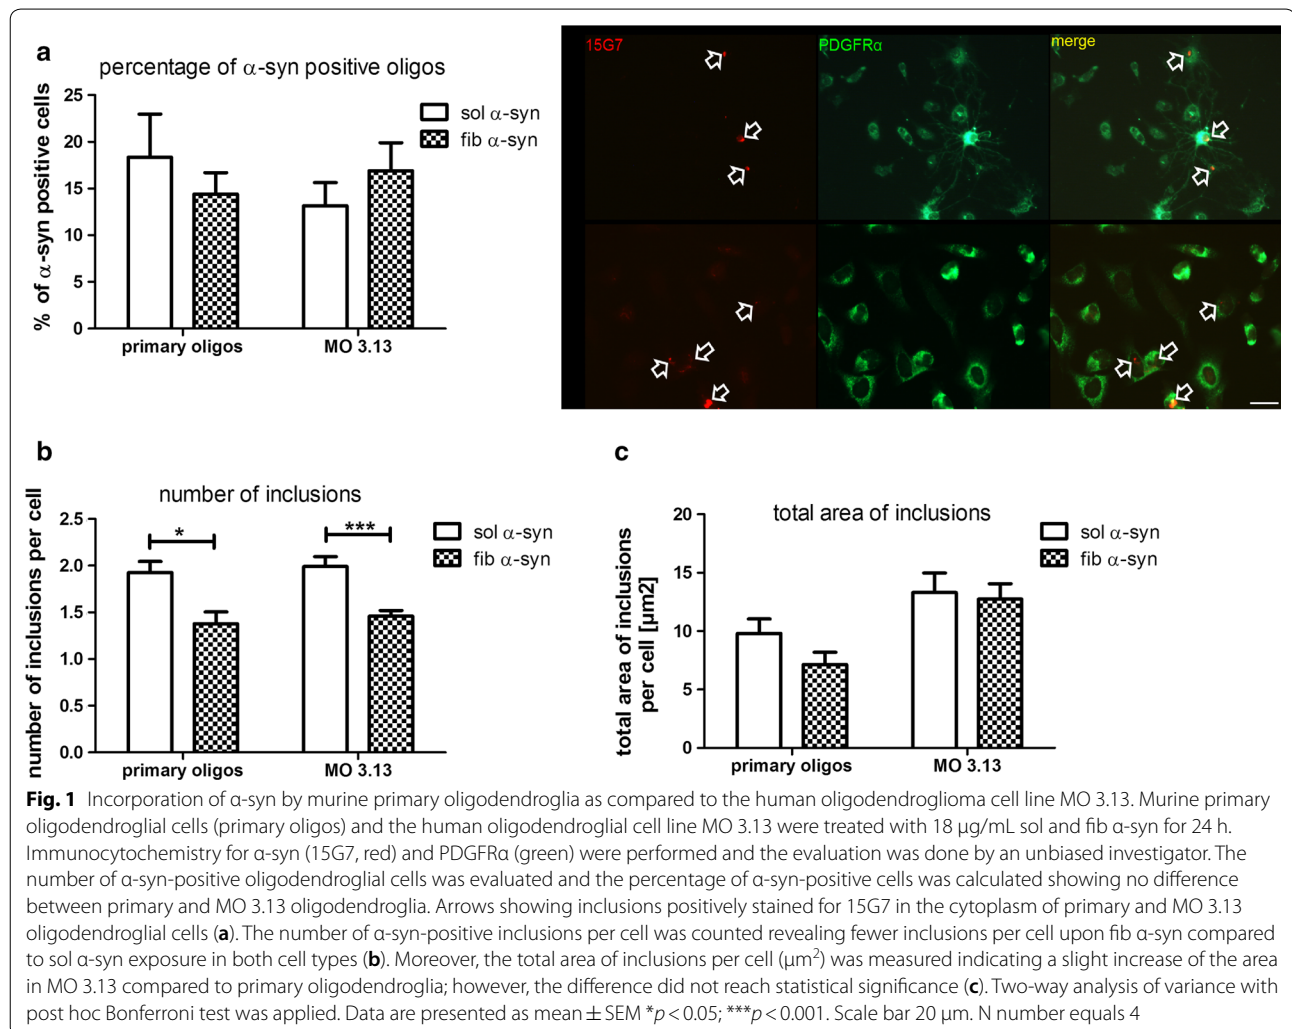 a
percentage of α-syn positive oligos
% of α-syn positive cells
25
20
15
10
5
0
sol α-syn
fib α-syn
primary oligos
MO 3.13
15G7
PDGFRα
merge
b
number of inclusions
number of inclusions per cell
2.5
2.0
1.5
1.0
0.5
0.0
*
***
sol α-syn
fib α-syn
primary oligos
MO 3.13
c
total area of inclusions
total area of inclusions
per cell [µm2]
20
15
10
5
0
sol α-syn
fib α-syn
primary oligos
MO 3.13
Fig. 1 Incorporation of α-syn by murine primary oligodendroglia as compared to the human oligodendroglioma cell line MO 3.13. Murine primary
oligodendroglial cells (primary oligos) and the human oligodendroglial cell line MO 3.13 were treated with 18 µg/mL sol and fib α-syn for 24 h.
Immunocytochemistry for α-syn (15G7, red) and PDGFRα (green) were performed and the evaluation was done by an unbiased investigator. The
number of α-syn-positive oligodendroglial cells was evaluated and the percentage of α-syn-positive cells was calculated showing no difference
between primary and MO 3.13 oligodendroglia. Arrows showing inclusions positively stained for 15G7 in the cytoplasm of primary and MO 3.13
oligodendroglial cells (a). The number of α-syn-positive inclusions per cell was counted revealing fewer inclusions per cell upon fib α-syn compared
to sol α-syn exposure in both cell types (b). Moreover, the total area of inclusions per cell (µm²) was measured indicating a slight increase of the area
in MO 3.13 compared to primary oligodendroglia; however, the difference did not reach statistical significance (c). Two-way analysis of variance with
post hoc Bonferroni test was applied. Data are presented as mean ± SEM *p < 0.05; ***p < 0.001. Scale bar 20 µm. N number equals 4